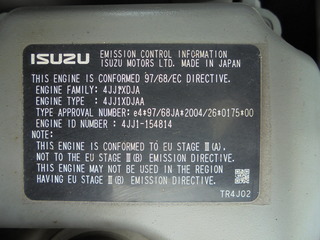 ISUZU EMISSION CONTROL INFORMATION
ISUZU MOTORS LTD. MADE IN JAPAN
THIS ENGINE IS CONFORMED 97/68/EC DIRECTIVE.
ENGINE FAMILY: 4JJ1XDJA
ENGINE TYPE : 4JJ1XDJAA
TYPE APPROVAL NUMBER: e4*97/68JA*2004/26*0175*00
ENGINE ID NUMBER : 4JJ1-154814
NOTE:
THIS ENGINE IS CONFORMED TO EU STAGE Ⅲ(A),
NOT TO THE EU STAGE Ⅲ(B) EMISSION DIRECTIVES.
THIS ENGINE MAY NOT BE USED IN THE REGION
HAVING EU STAGE Ⅲ(B) EMISSION DIRECTIVES.
TR4J02